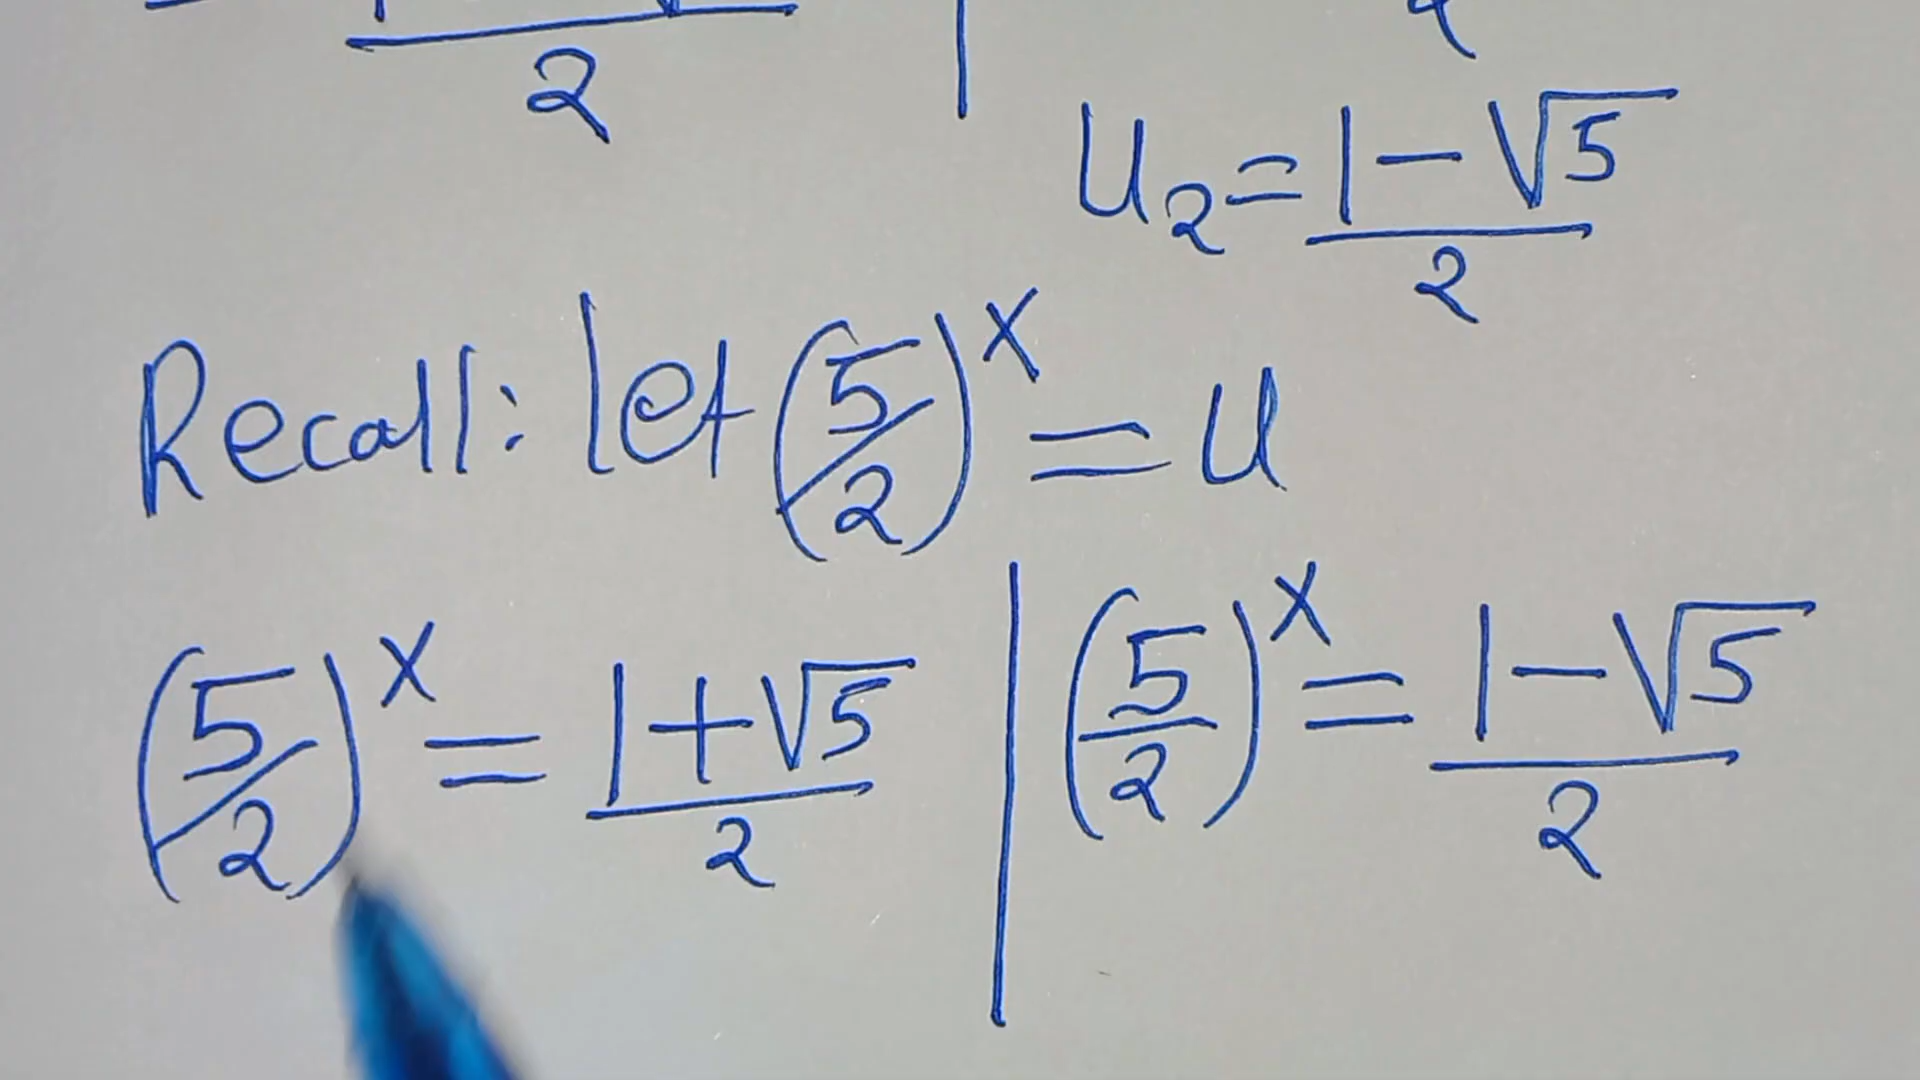 2
U₂ = (1 - √5)/2
Recall: let (5/2)^x = U
(5/2)^x = (1 + √5)/2 | (5/2)^x = (1 - √5)/2